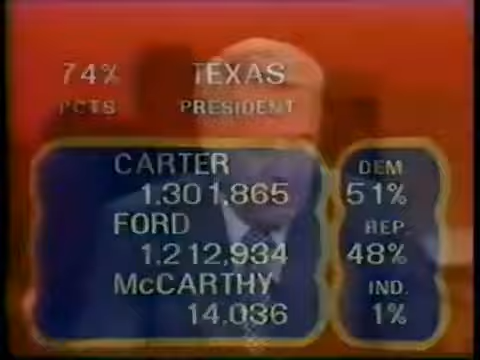 74% TEXAS
PCTS PRESIDENT
CARTER DEM
1,301,865 51%
FORD REP.
1,212,934 48%
McCARTHY IND.
14,036 1%